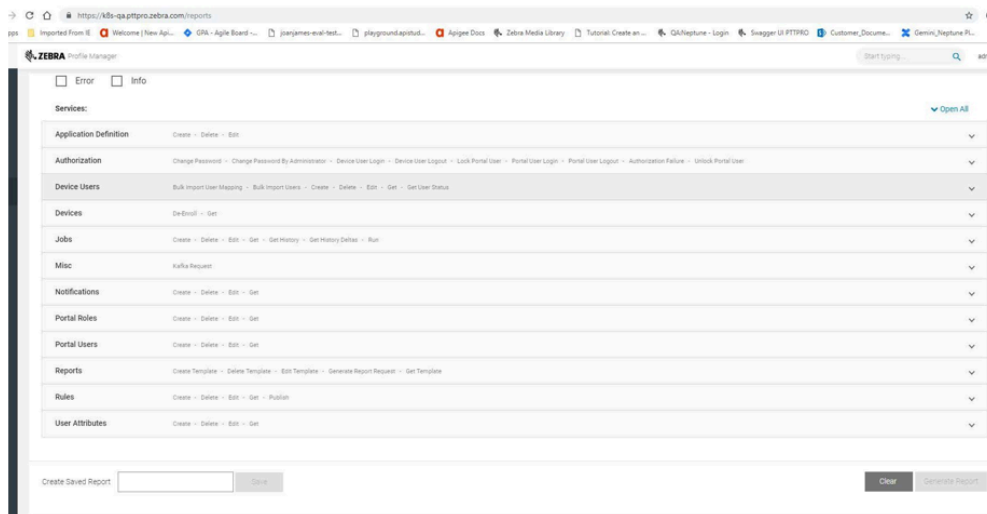 https://k8s-qa.pttpro.zebra.com/reports
pps Imported From IE Welcome | New Api... GPA - Agile Board -... joanjames-eval-test... playground.apistud... Apigee Docs Zebra Media Library Tutorial: Create an ... QA/Neptune - Login Swagger UI PTTPRO Customer_Docume... Gemini_Neptune Pi...
ZEBRA Profile Manager Start typing...
Error Info
Services: Open All
Application Definition Create - Delete - Edit
Authorization Change Password - Change Password By Administrator - Device User Login - Device User Logout - Lock Portal User - Portal User Login - Portal User Logout - Authorization Failure - Unlock Portal User
Device Users Bulk Import User Mapping - Bulk Import Users - Create - Delete - Edit - Get - Get User Status
Devices De-Enroll - Get
Jobs Create - Delete - Edit - Get - Get History - Get History Deltas - Run
Misc Kafka Request
Notifications Create - Delete - Edit - Get
Portal Roles Create - Delete - Edit - Get
Portal Users Create - Delete - Edit - Get
Reports Create Template - Delete Template - Edit Template - Generate Report Request - Get Template
Rules Create - Delete - Edit - Get - Publish
User Attributes Create - Delete - Edit - Get
Create Saved Report Save Clear Generate Report